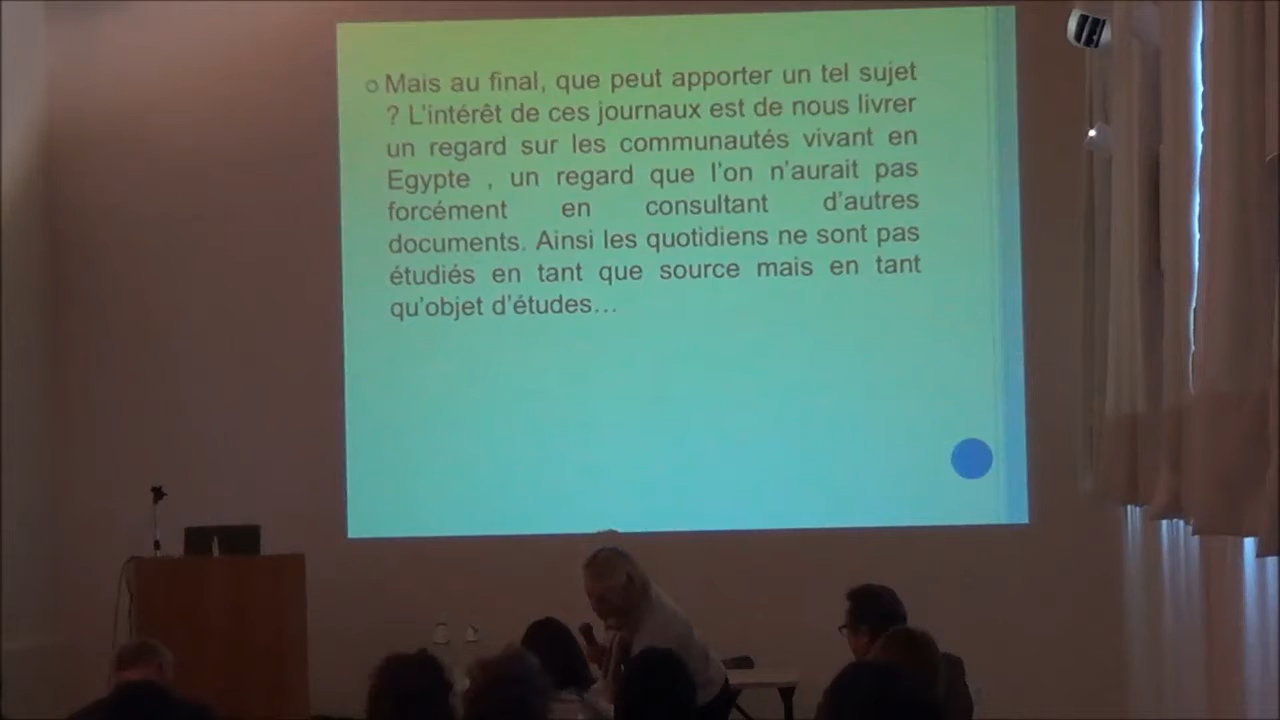 Mais au final, que peut apporter un tel sujet
? L'intérêt de ces journaux est de nous livrer
un regard sur les communautés vivant en
Egypte , un regard que l'on n'aurait pas
forcément en consultant d'autres
documents. Ainsi les quotidiens ne sont pas
étudiés en tant que source mais en tant
qu'objet d'études…